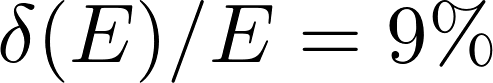 δ(E)/E = 9%